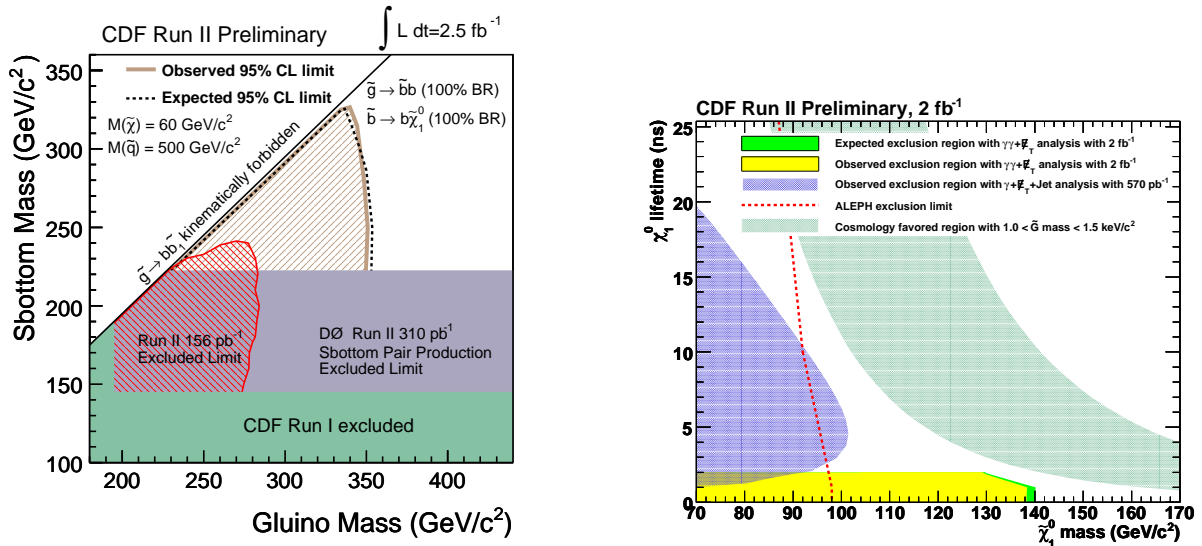 CDF Run II Preliminary
∫ L dt=2.5 fb⁻¹
Observed 95% CL limit
Expected 95% CL limit
M(χ̃) = 60 GeV/c²
M(q̃) = 500 GeV/c²
g̃ → b̃b (100% BR)
b̃ → bχ̃₁⁰ (100% BR)
g̃ → bb̃₁ kinematically forbidden
Run II 156 pb⁻¹
Excluded Limit
DØ Run II 310 pb⁻¹
Sbottom Pair Production
Excluded Limit
CDF Run I excluded
Sbottom Mass (GeV/c²)
350
300
250
200
150
100
200 250 300 350 400
Gluino Mass (GeV/c²)
CDF Run II Preliminary, 2 fb⁻¹
Expected exclusion region with γγ+E̸_T analysis with 2 fb⁻¹
Observed exclusion region with γγ+E̸_T analysis with 2 fb⁻¹
Observed exclusion region with γ+E̸_T+Jet analysis with 570 pb⁻¹
ALEPH exclusion limit
Cosmology favored region with 1.0 < G̃ mass < 1.5 keV/c²
χ̃₁⁰ lifetime (ns)
25
20
15
10
5
0
70 80 90 100 110 120 130 140 150 160 170
χ̃₁⁰ mass (GeV/c²)